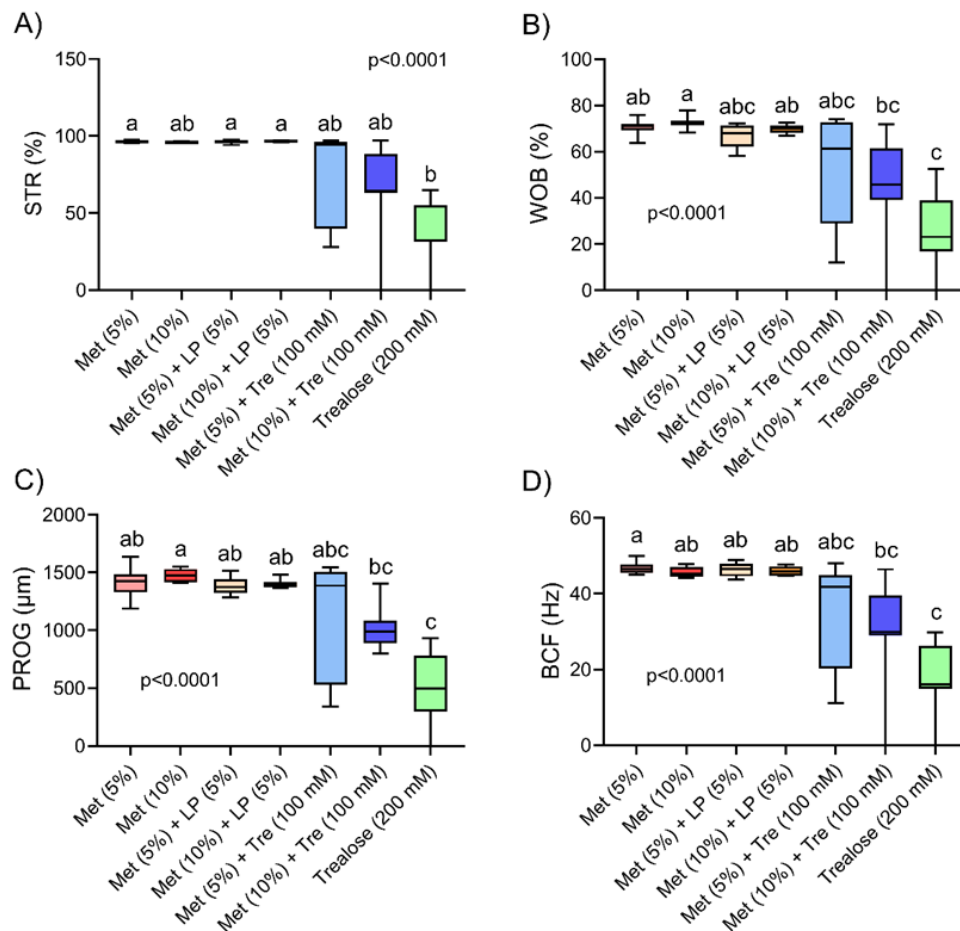 A)
STR (%)
150
100
50
0
p<0.0001
a
ab
a
a
ab
ab
b
Met (5%)
Met (10%)
Met (5%) + LP (5%)
Met (10%) + LP (5%)
Met (5%) + Tre (100 mM)
Met (10%) + Tre (100 mM)
Trealose (200 mM)
B)
WOB (%)
100
80
60
40
20
0
ab
a
abc
ab
abc
bc
c
p<0.0001
Met (5%)
Met (10%)
Met (5%) + LP (5%)
Met (10%) + LP (5%)
Met (5%) + Tre (100 mM)
Met (10%) + Tre (100 mM)
Trealose (200 mM)
C)
PROG (µm)
2000
1500
1000
500
0
ab
a
ab
ab
abc
bc
c
p<0.0001
Met (5%)
Met (10%)
Met (5%) + LP (5%)
Met (10%) + LP (5%)
Met (5%) + Tre (100 mM)
Met (10%) + Tre (100 mM)
Trealose (200 mM)
D)
BCF (Hz)
60
40
20
0
a
ab
ab
ab
abc
bc
c
p<0.0001
Met (5%)
Met (10%)
Met (5%) + LP (5%)
Met (10%) + LP (5%)
Met (5%) + Tre (100 mM)
Met (10%) + Tre (100 mM)
Trealose (200 mM)